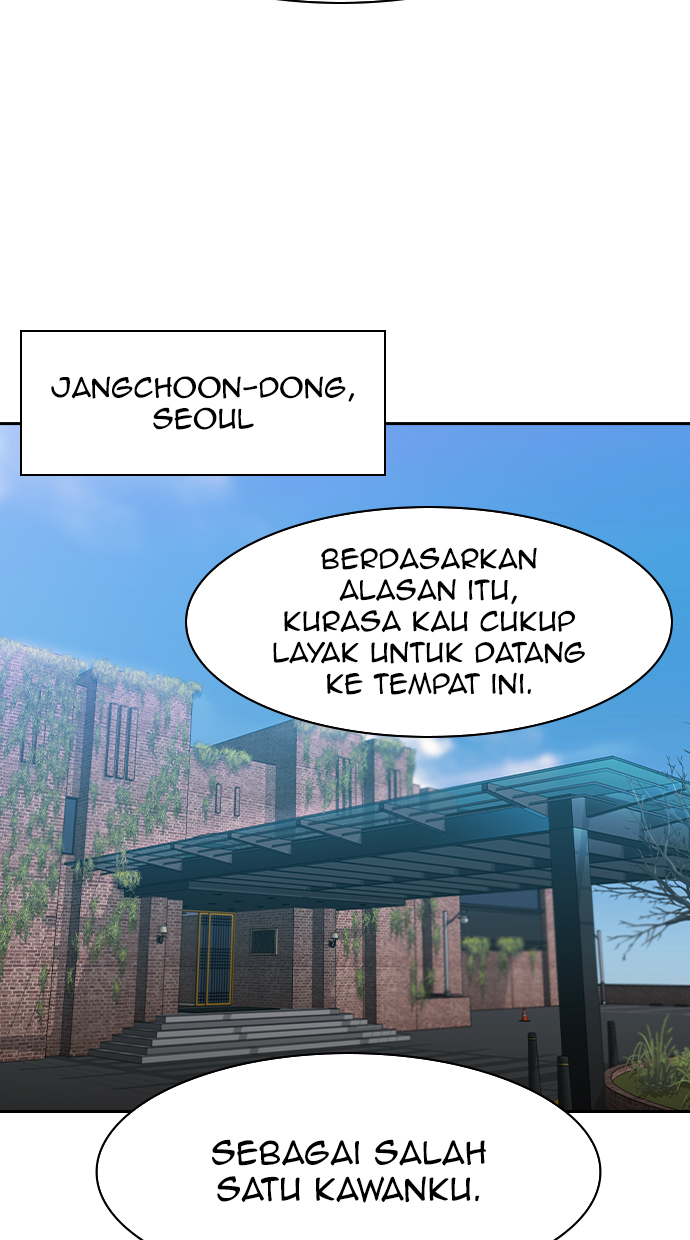 JANGCHOON-DONG,
SEOUL
BERDASARKAN
ALASAN ITU,
KURASA KAU CUKUP
LAYAK UNTUK DATANG
KE TEMPAT INI.
SEBAGAI SALAH
SATU KAWANKU.